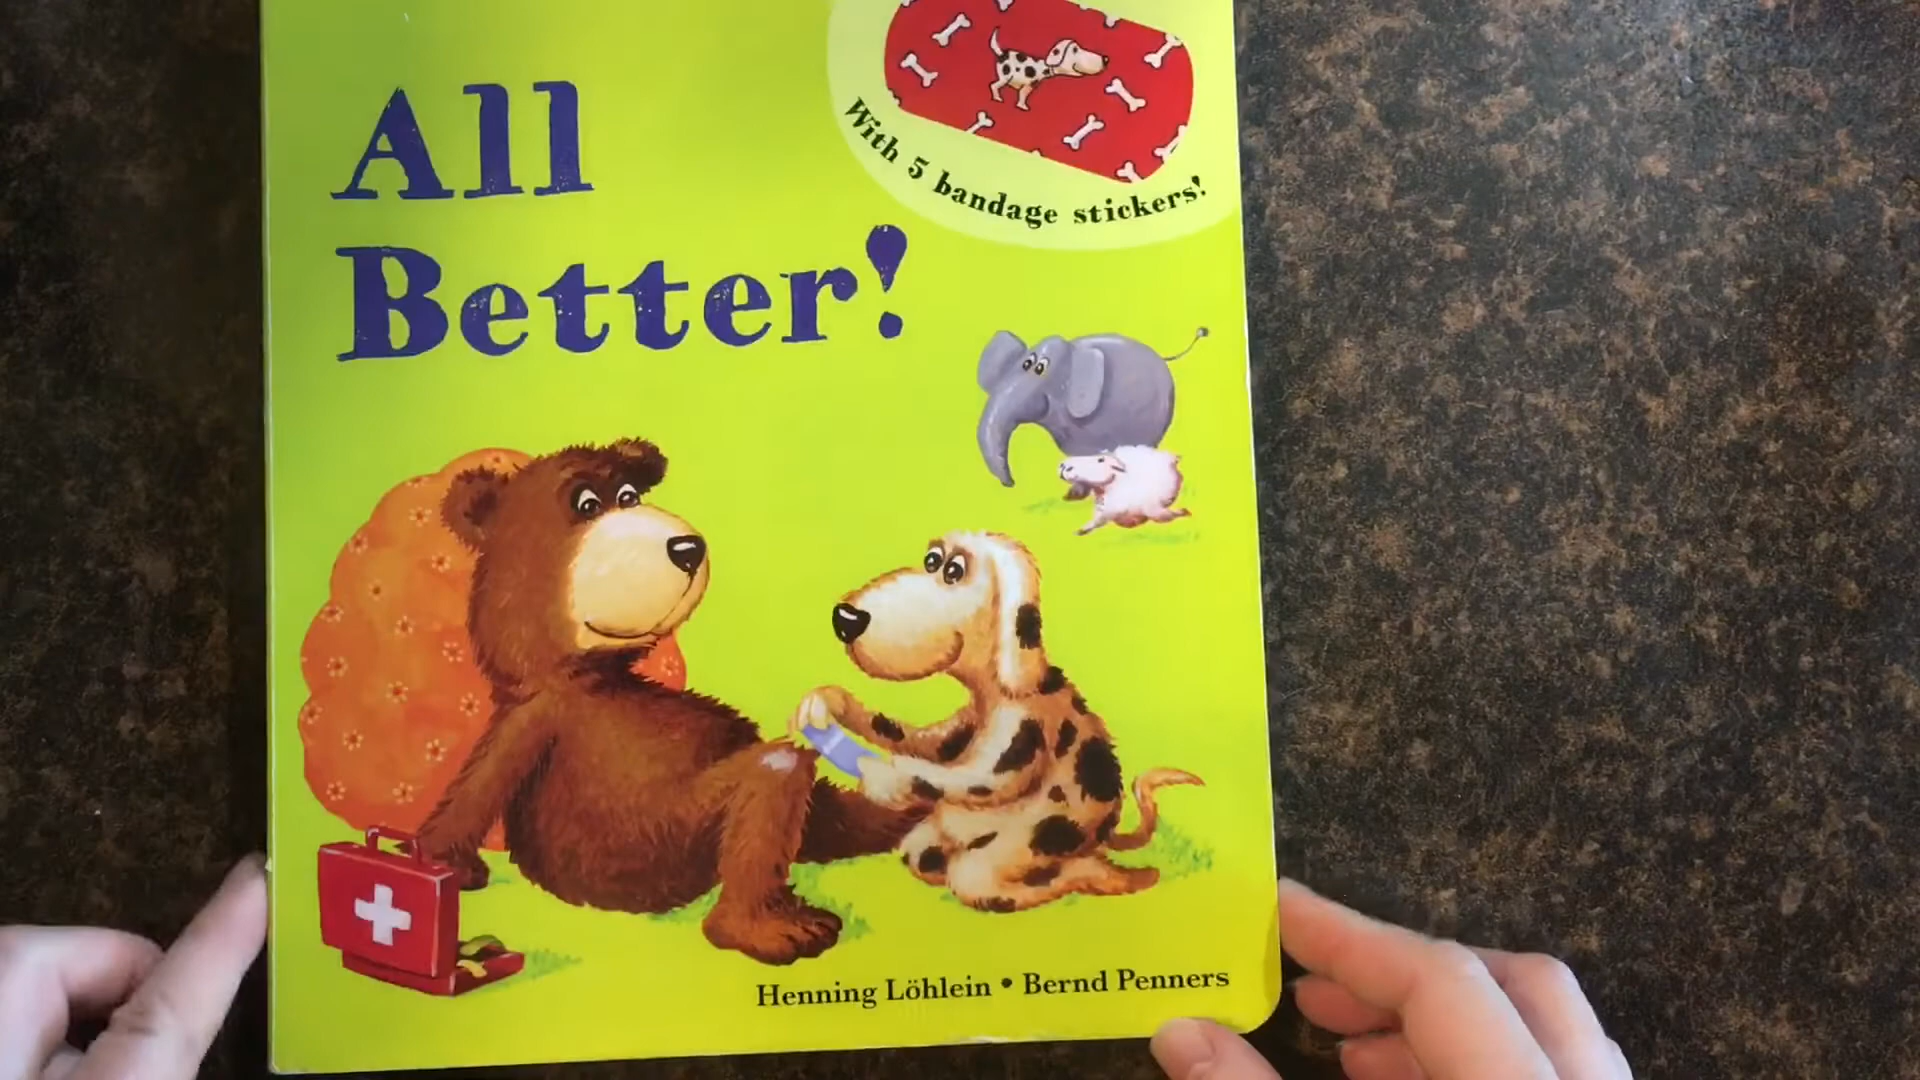 All
Better!
With 5 bandage stickers!
Henning Löhlein • Bernd Penners